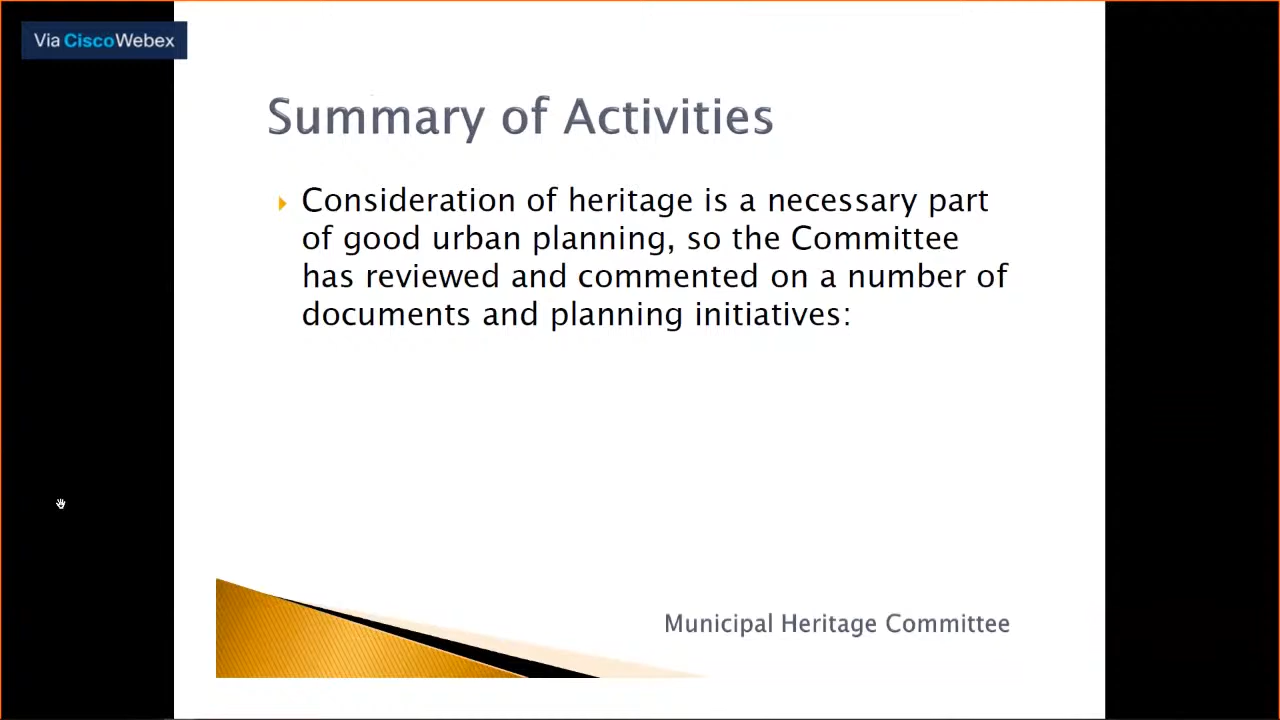 Via CiscoWebex
Summary of Activities
Consideration of heritage is a necessary part
of good urban planning, so the Committee
has reviewed and commented on a number of
documents and planning initiatives:
Municipal Heritage Committee